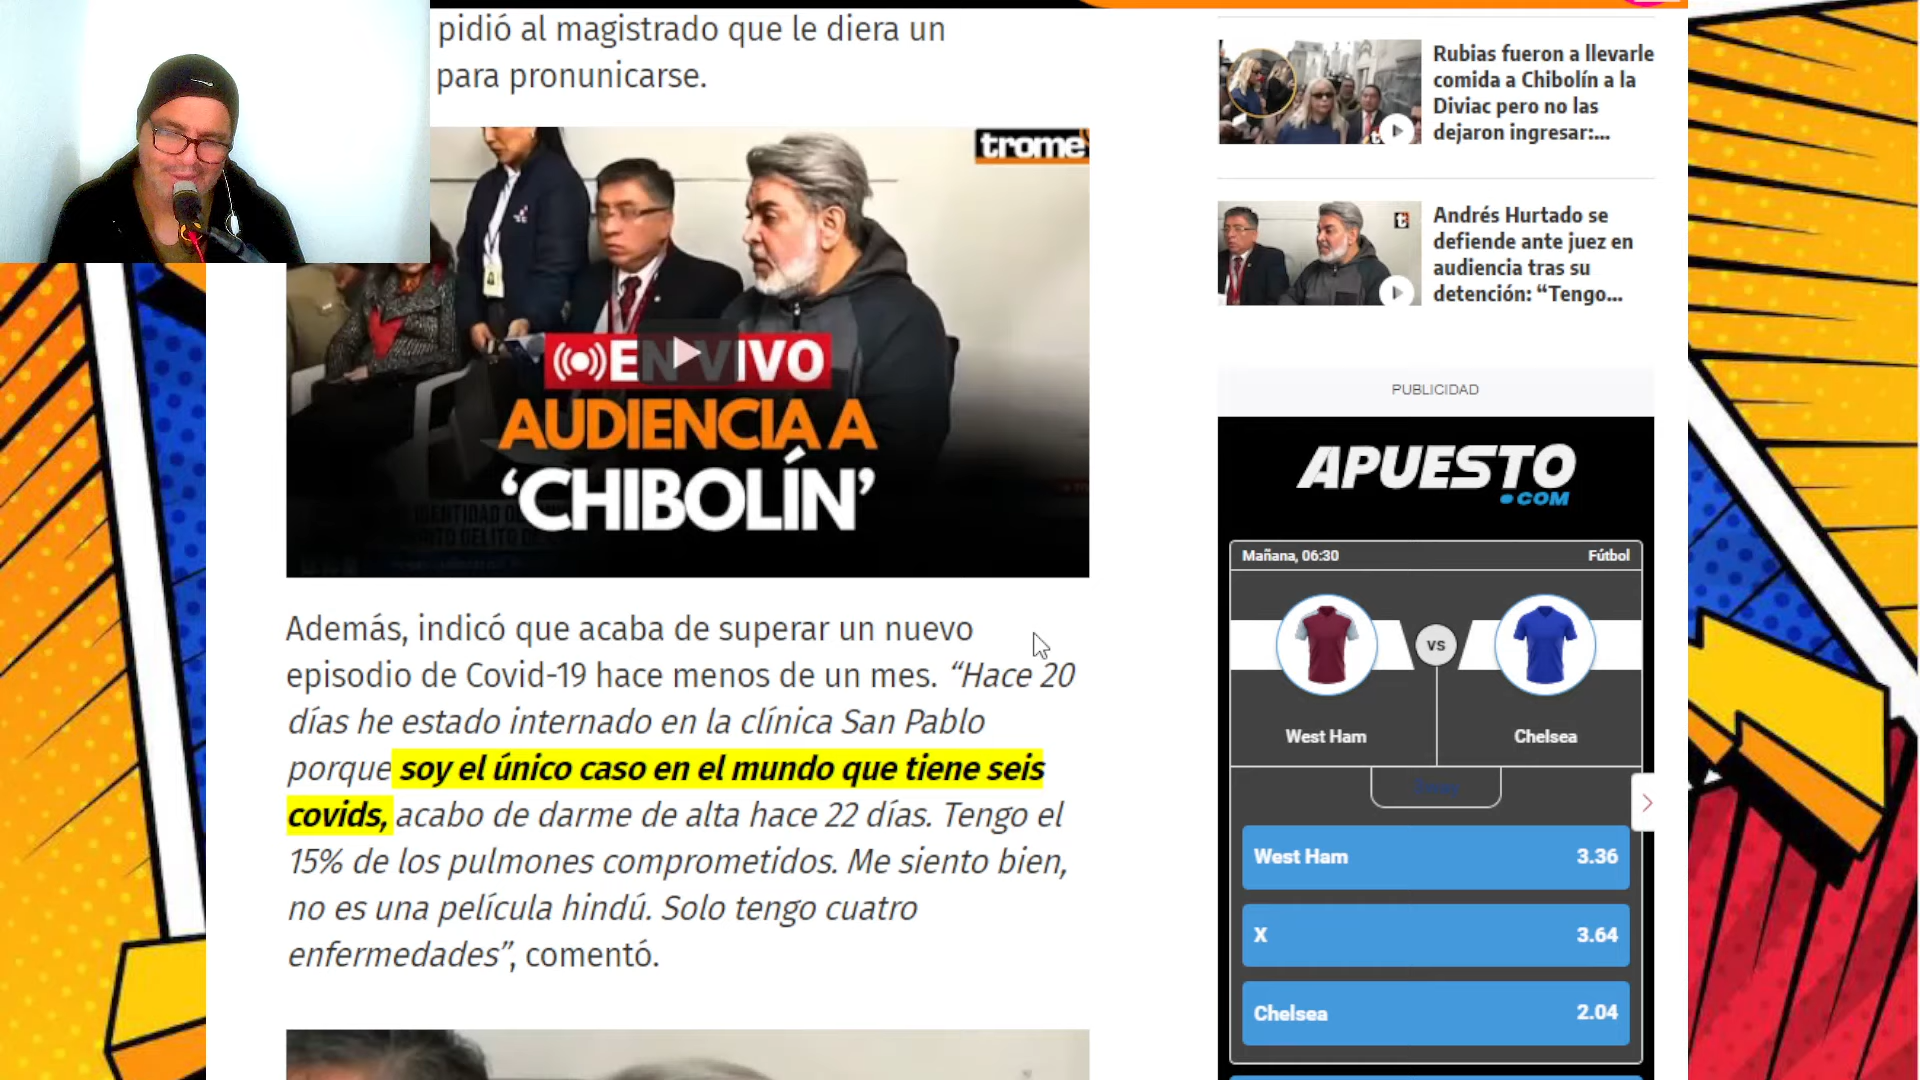 pidió al magistrado que le diera un
para pronunicarse.
trome
EN VIVO
AUDIENCIA A
‘CHIBOLÍN’
Además, indicó que acaba de superar un nuevo
episodio de Covid-19 hace menos de un mes. “Hace 20
días he estado internado en la clínica San Pablo
porque soy el único caso en el mundo que tiene seis
covids, acabo de darme de alta hace 22 días. Tengo el
15% de los pulmones comprometidos. Me siento bien,
no es una película hindú. Solo tengo cuatro
enfermedades”, comentó.
Rubias fueron a llevarle
comida a Chibolín a la
Diviac pero no las
dejaron ingresar:...
Andrés Hurtado se
defiende ante juez en
audiencia tras su
detención: “Tengo...
PUBLICIDAD
APUESTO
.COM
Mañana, 06:30 Fútbol
VS
West Ham Chelsea
West Ham 3.36
X 3.64
Chelsea 2.04